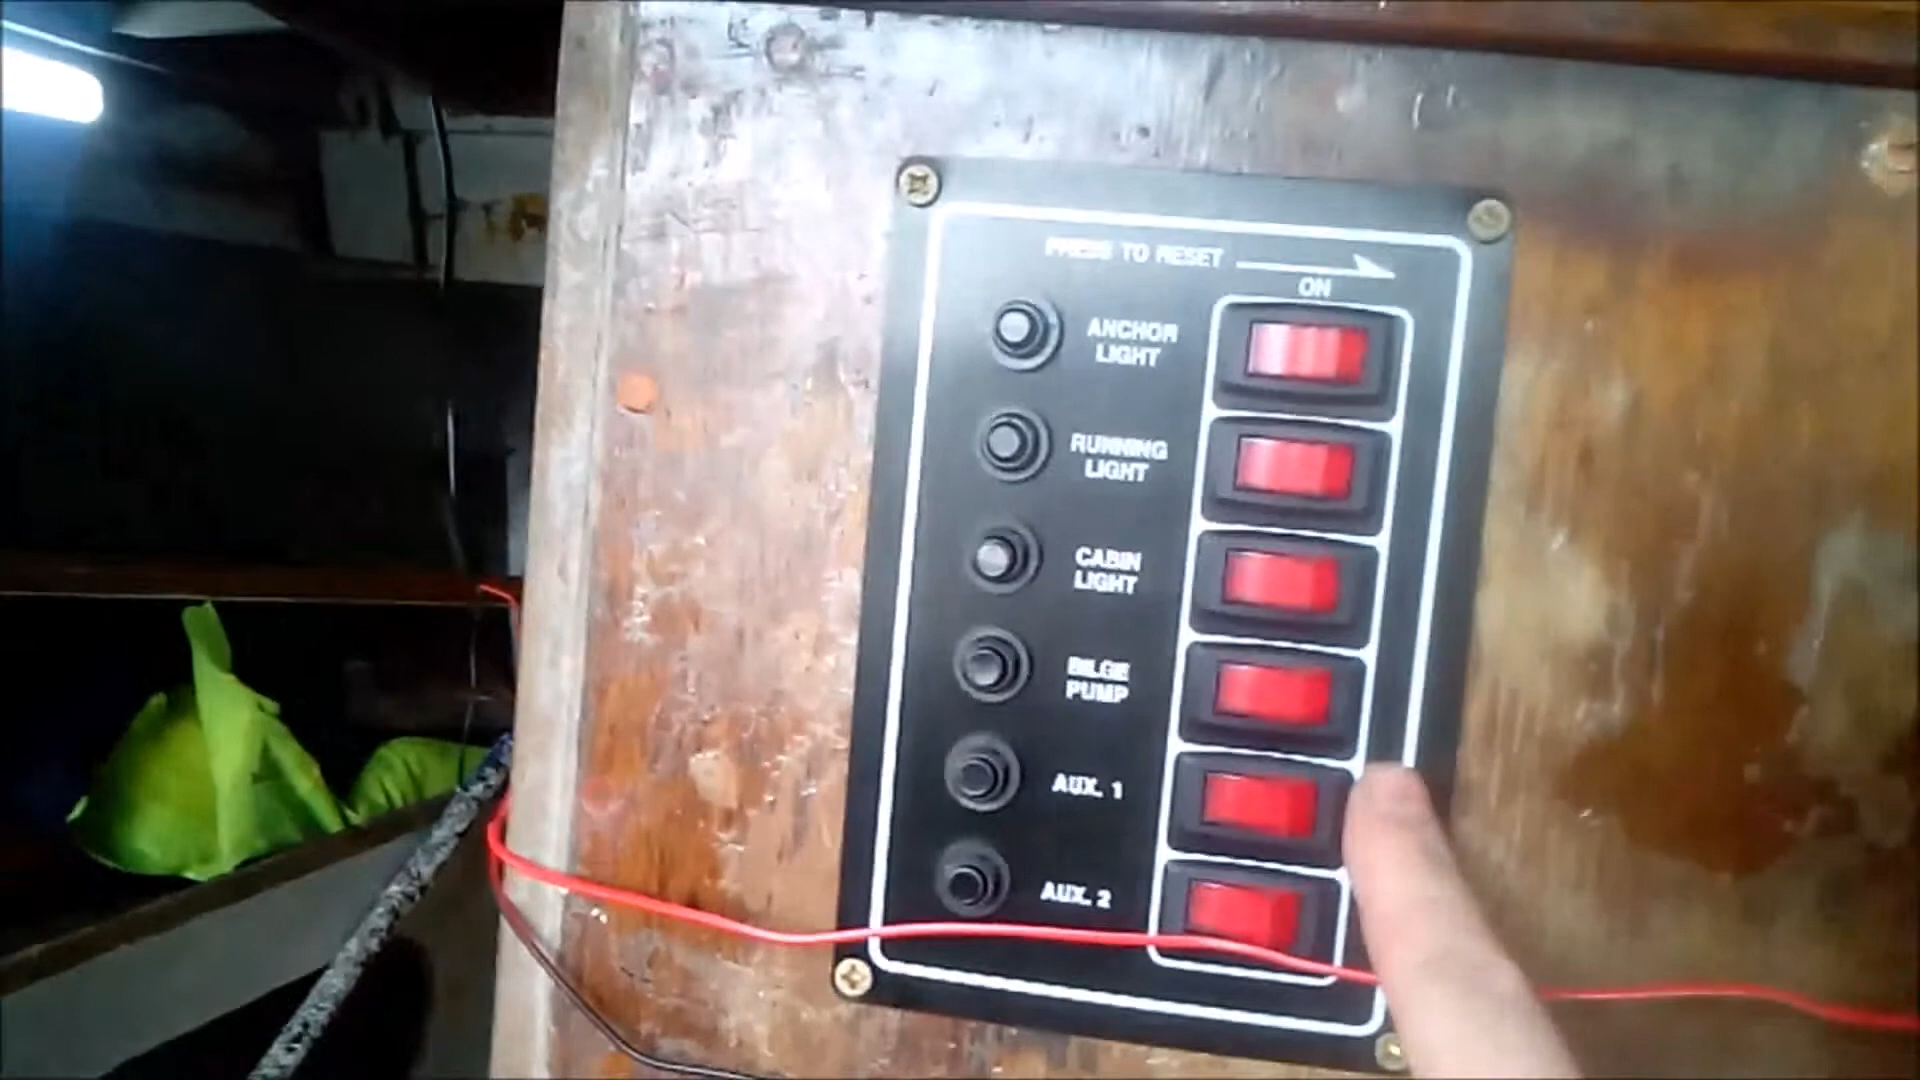 PRESS TO RESET
ON
ANCHOR
LIGHT
RUNNING
LIGHT
CABIN
LIGHT
BILGE
PUMP
AUX. 1
AUX. 2